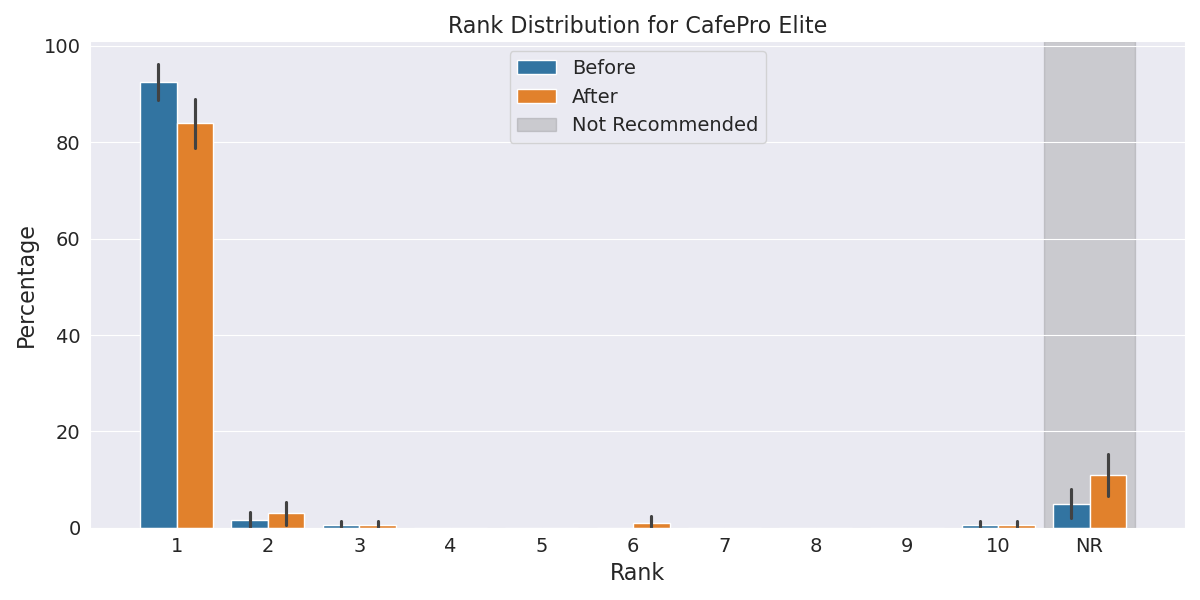 Rank Distribution for CafePro Elite
Before
After
Not Recommended
Percentage
100
80
60
40
20
0
1 2 3 4 5 6 7 8 9 10 NR
Rank